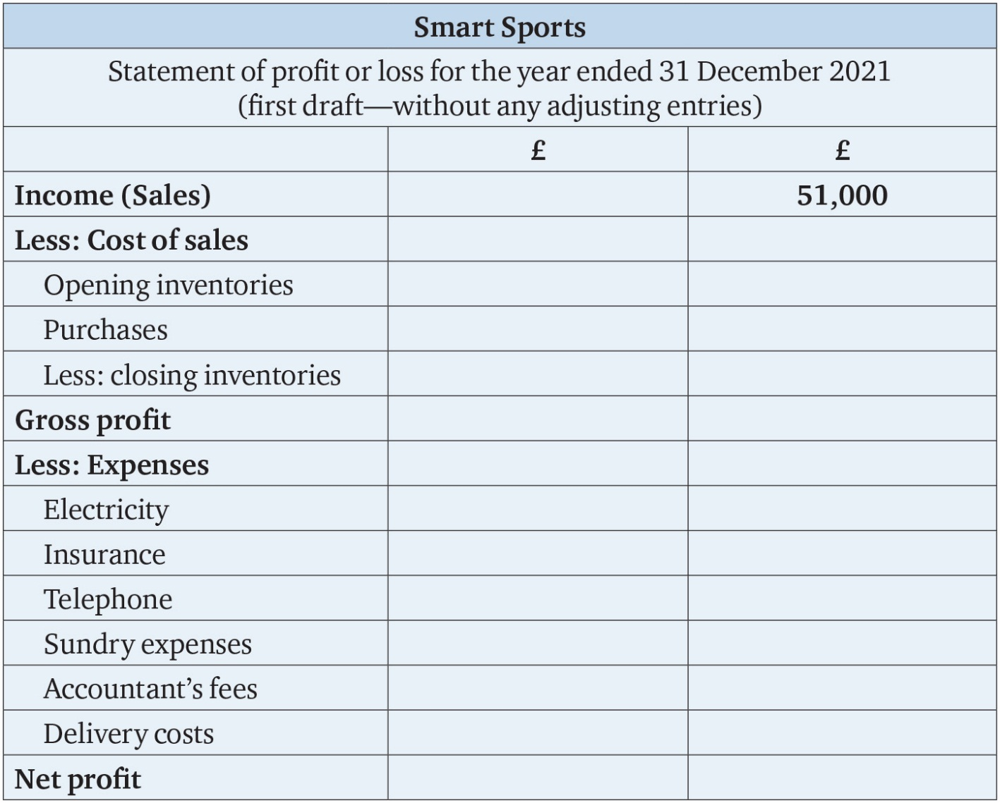 Smart Sports
Statement of profit or loss for the year ended 31 December 2021
(first draft—without any adjusting entries)
£ £
Income (Sales) 51,000
Less: Cost of sales
Opening inventories
Purchases
Less: closing inventories
Gross profit
Less: Expenses
Electricity
Insurance
Telephone
Sundry expenses
Accountant’s fees
Delivery costs
Net profit